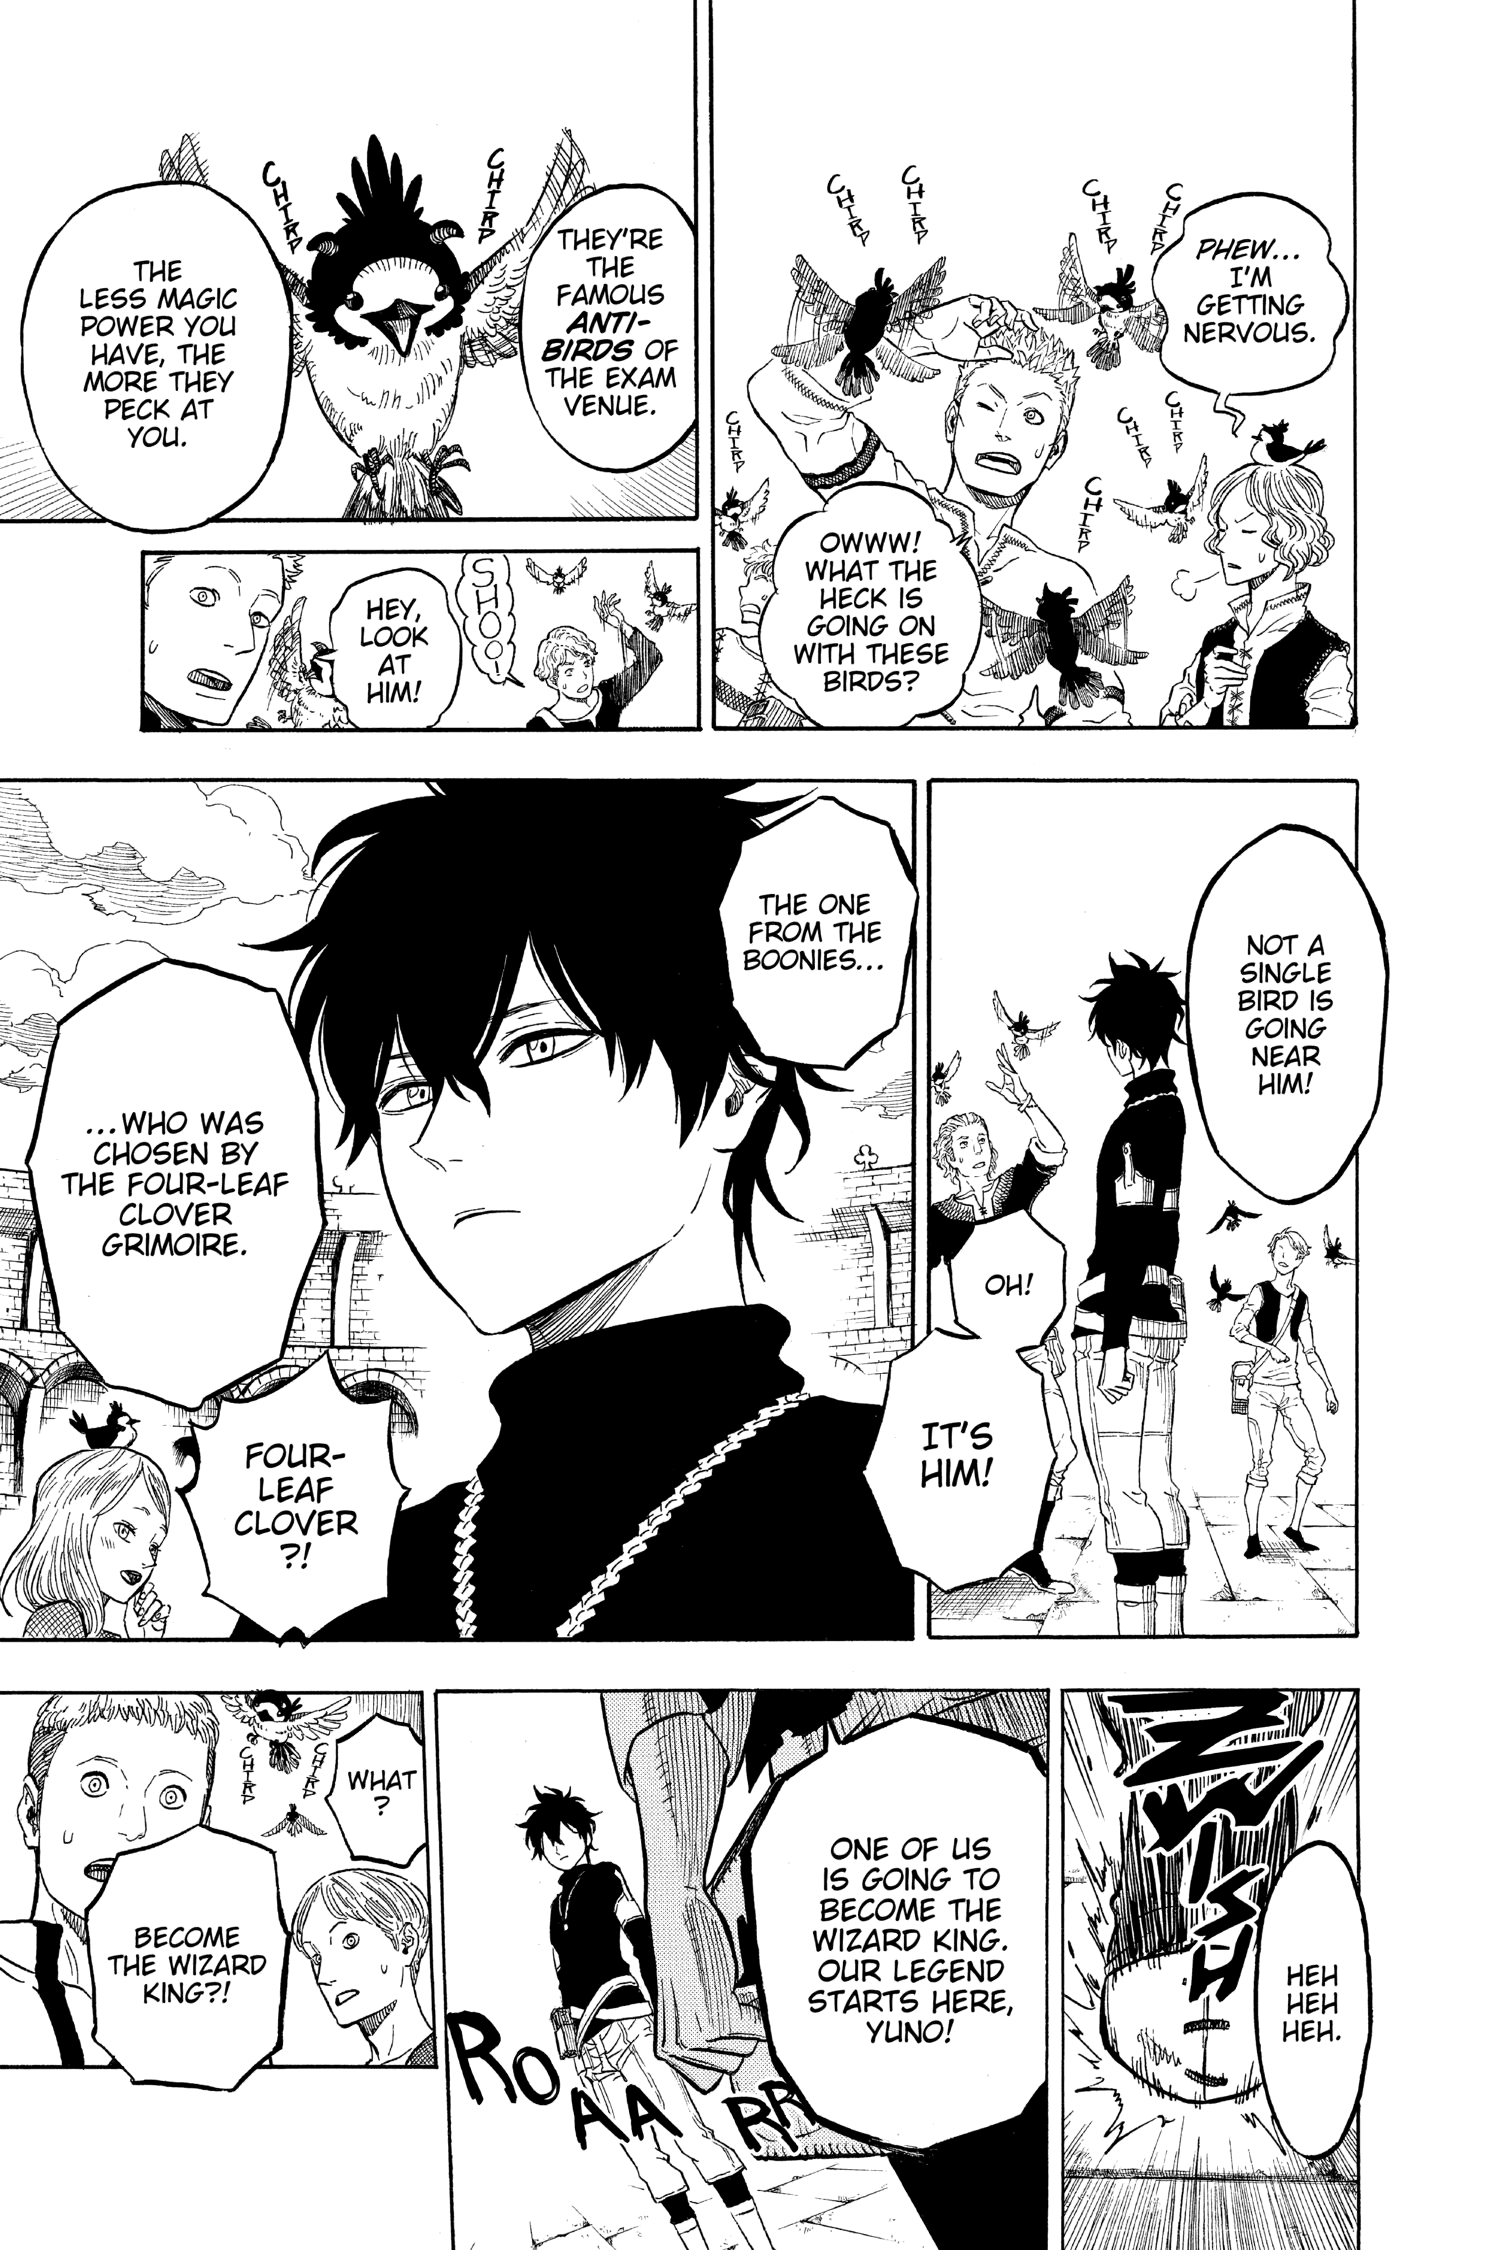 CHIRP
CHIRP
CHIRP
CHIRP
PHEW...
I'M
GETTING
NERVOUS.
CHIRP
CHIRP
CHIRP
CHIRP
OWWW!
WHAT THE
HECK IS
GOING ON
WITH THESE
BIRDS?
CHIRP
CHIRP
THEY'RE
THE
FAMOUS
ANTI-
BIRDS OF
THE EXAM
VENUE.
THE
LESS MAGIC
POWER YOU
HAVE, THE
MORE THEY
PECK AT
YOU.
SHOO!
HEY,
LOOK
AT
HIM!
NOT A
SINGLE
BIRD IS
GOING
NEAR
HIM!
OH!
IT'S
HIM!
THE ONE
FROM THE
BOONIES...
...WHO WAS
CHOSEN BY
THE FOUR-LEAF
CLOVER
GRIMOIRE.
FOUR-
LEAF
CLOVER
?!
ZWISH
HEH
HEH
HEH.
ONE OF US
IS GOING TO
BECOME THE
WIZARD KING.
OUR LEGEND
STARTS HERE,
YUNO!
ROAARR
WHAT
?
CHIRP
CHIRP
BECOME
THE WIZARD
KING?!